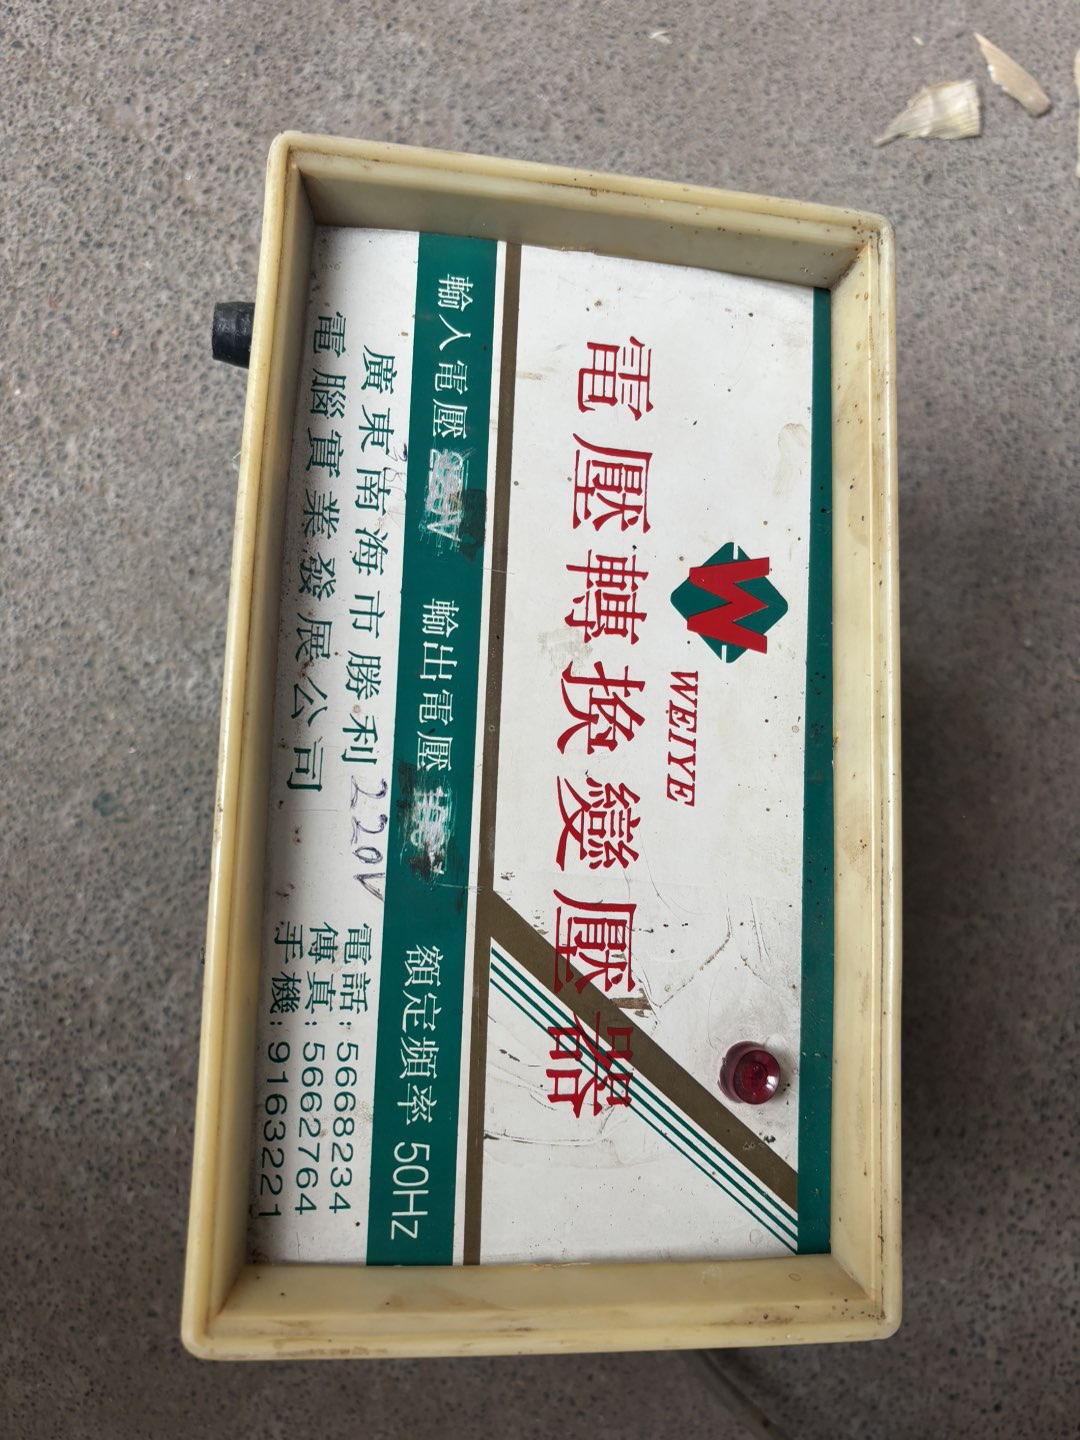 W
WEIYE
電壓轉换變壓器
輸入電壓 輸出電壓 額定頻率 50Hz
廣東南海市勝利
電腦實業發展公司
220V
電話: 5668234
傳真: 5662764
手機: 9163221